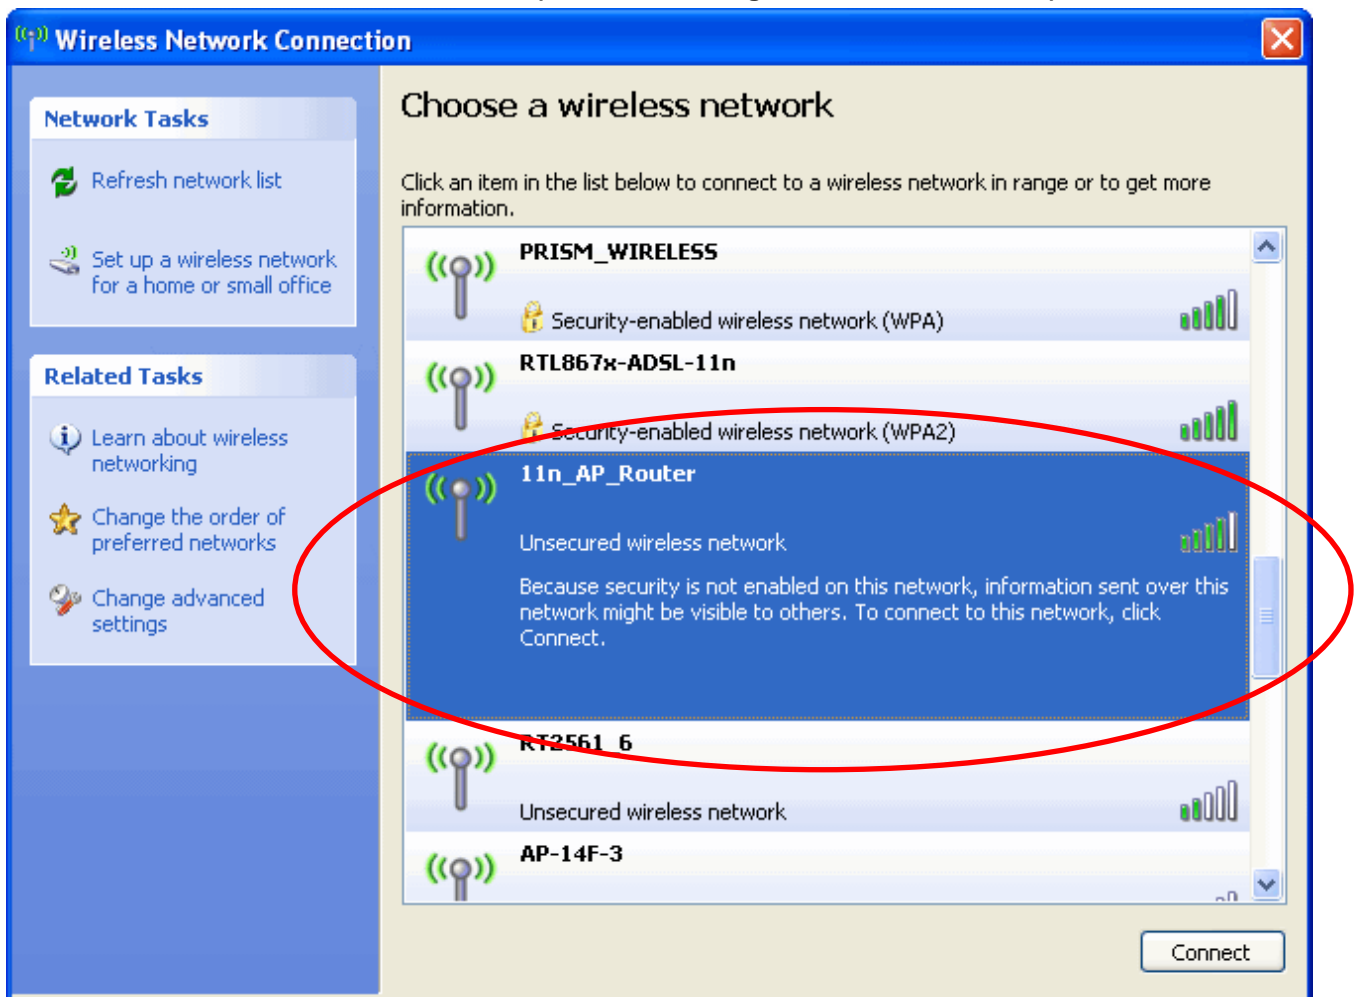 Wireless Network Connection
Network Tasks
Refresh network list
Set up a wireless network
for a home or small office
Related Tasks
Learn about wireless
networking
Change the order of
preferred networks
Change advanced
settings
Choose a wireless network
Click an item in the list below to connect to a wireless network in range or to get more
information.
PRISM_WIRELESS
Security-enabled wireless network (WPA)
RTL867x-ADSL-11n
Security-enabled wireless network (WPA2)
11n_AP_Router
Unsecured wireless network
Because security is not enabled on this network, information sent over this
network might be visible to others. To connect to this network, click
Connect.
RT2561_6
Unsecured wireless network
AP-14F-3
Connect